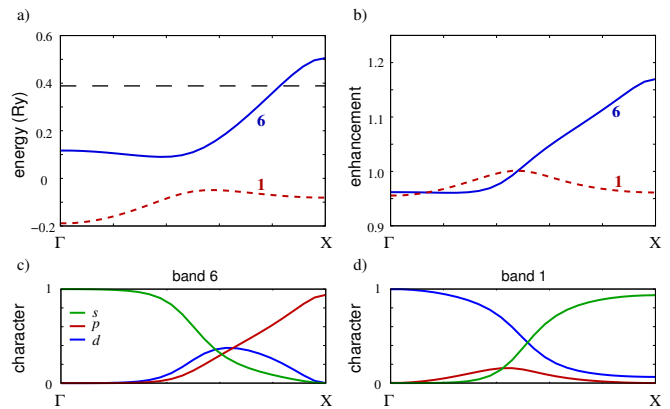 a)
energy (Ry)
0.6
0.4
0.2
0
−0.2
6
1
Γ
X
b)
enhancement
1.2
1.1
1.0
0.9
6
1
Γ
X
c)
band 6
character
1
0
s
p
d
Γ
X
d)
band 1
character
1
0
Γ
X